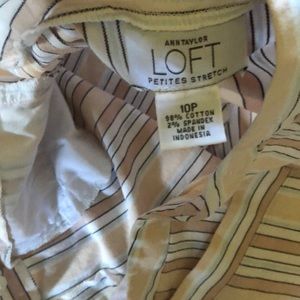 ANNTAYLOR
LOFT
PETITES STRETCH
10P
98% COTTON
2% SPANDEX
MADE IN
INDONESIA